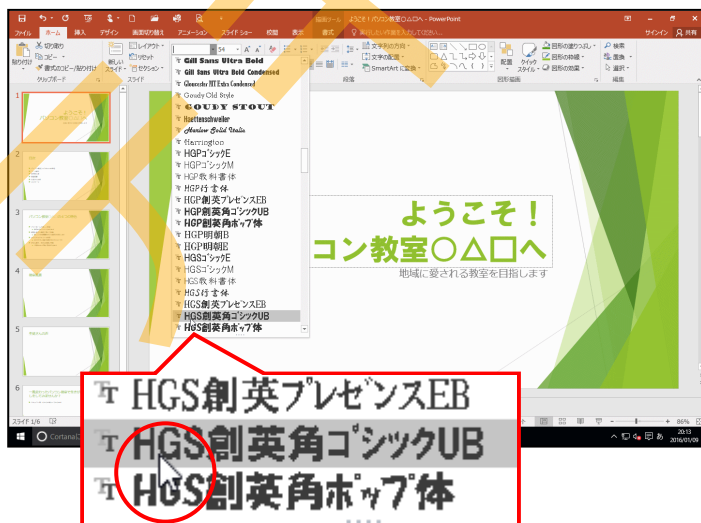 描画ツール ようこそ!パソコン教室○△□へ - PowerPoint
ファイル ホーム 挿入 デザイン 画面切り替え アニメーション スライド ショー 校閲 表示 書式 サインイン 共有
貼り付け 切り取り コピー 書式のコピー/貼り付け
新しいスライド レイアウト リセット セクション
54
文字列の方向 文字の配置 SmartArt に変換
配置 クイック スタイル 図形の塗りつぶし 図形の枠線 図形の効果
検索 置換 選択
クリップボード スライド 段落 図形描画 編集
Gill Sans Ultra Bold
Gill Sans Ultra Bold Condensed
Gloucester MT Extra Condensed
Goudy Old Style
GOUDY STOUT
Haettenschweiler
Harlow Solid Italic
Harrington
HGPゴシックE
HGPゴシックM
HGP教科書体
HGP行書体
HGP創英プレゼンスEB
HGP創英角ゴシックUB
HGP創英角ポップ体
HGP明朝B
HGP明朝E
HGSゴシックE
HGSゴシックM
HGS教科書体
HGS行書体
HGS創英プレゼンスEB
HGS創英角ゴシックUB
HGS創英角ポップ体
1
2
3
4
5
6
ようこそ!
コン教室○△□へ
地域に愛される教室を目指します
HGS創英プレゼンスEB
HGS創英角ゴシックUB
HGS創英角ポップ体
スライド 1/6
86%
Cortana
あ
20:13
2016/01/09